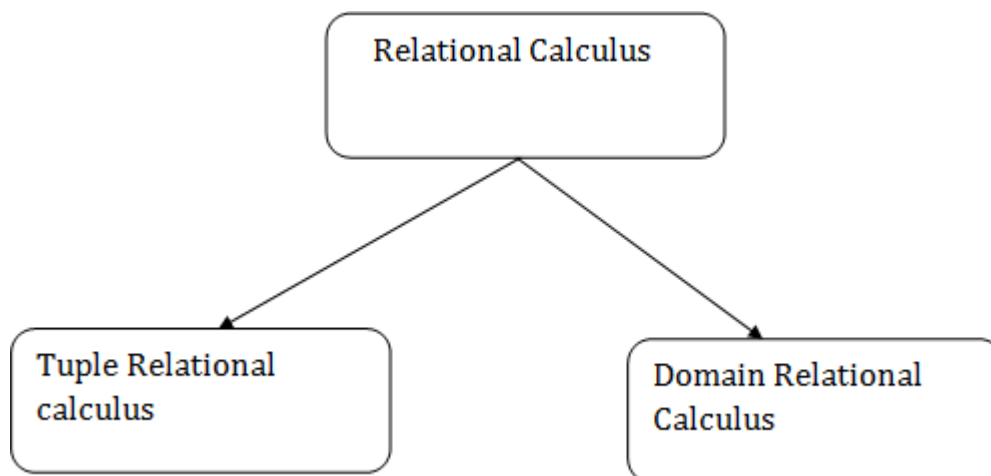 Relational Calculus
Tuple Relational
calculus
Domain Relational
Calculus